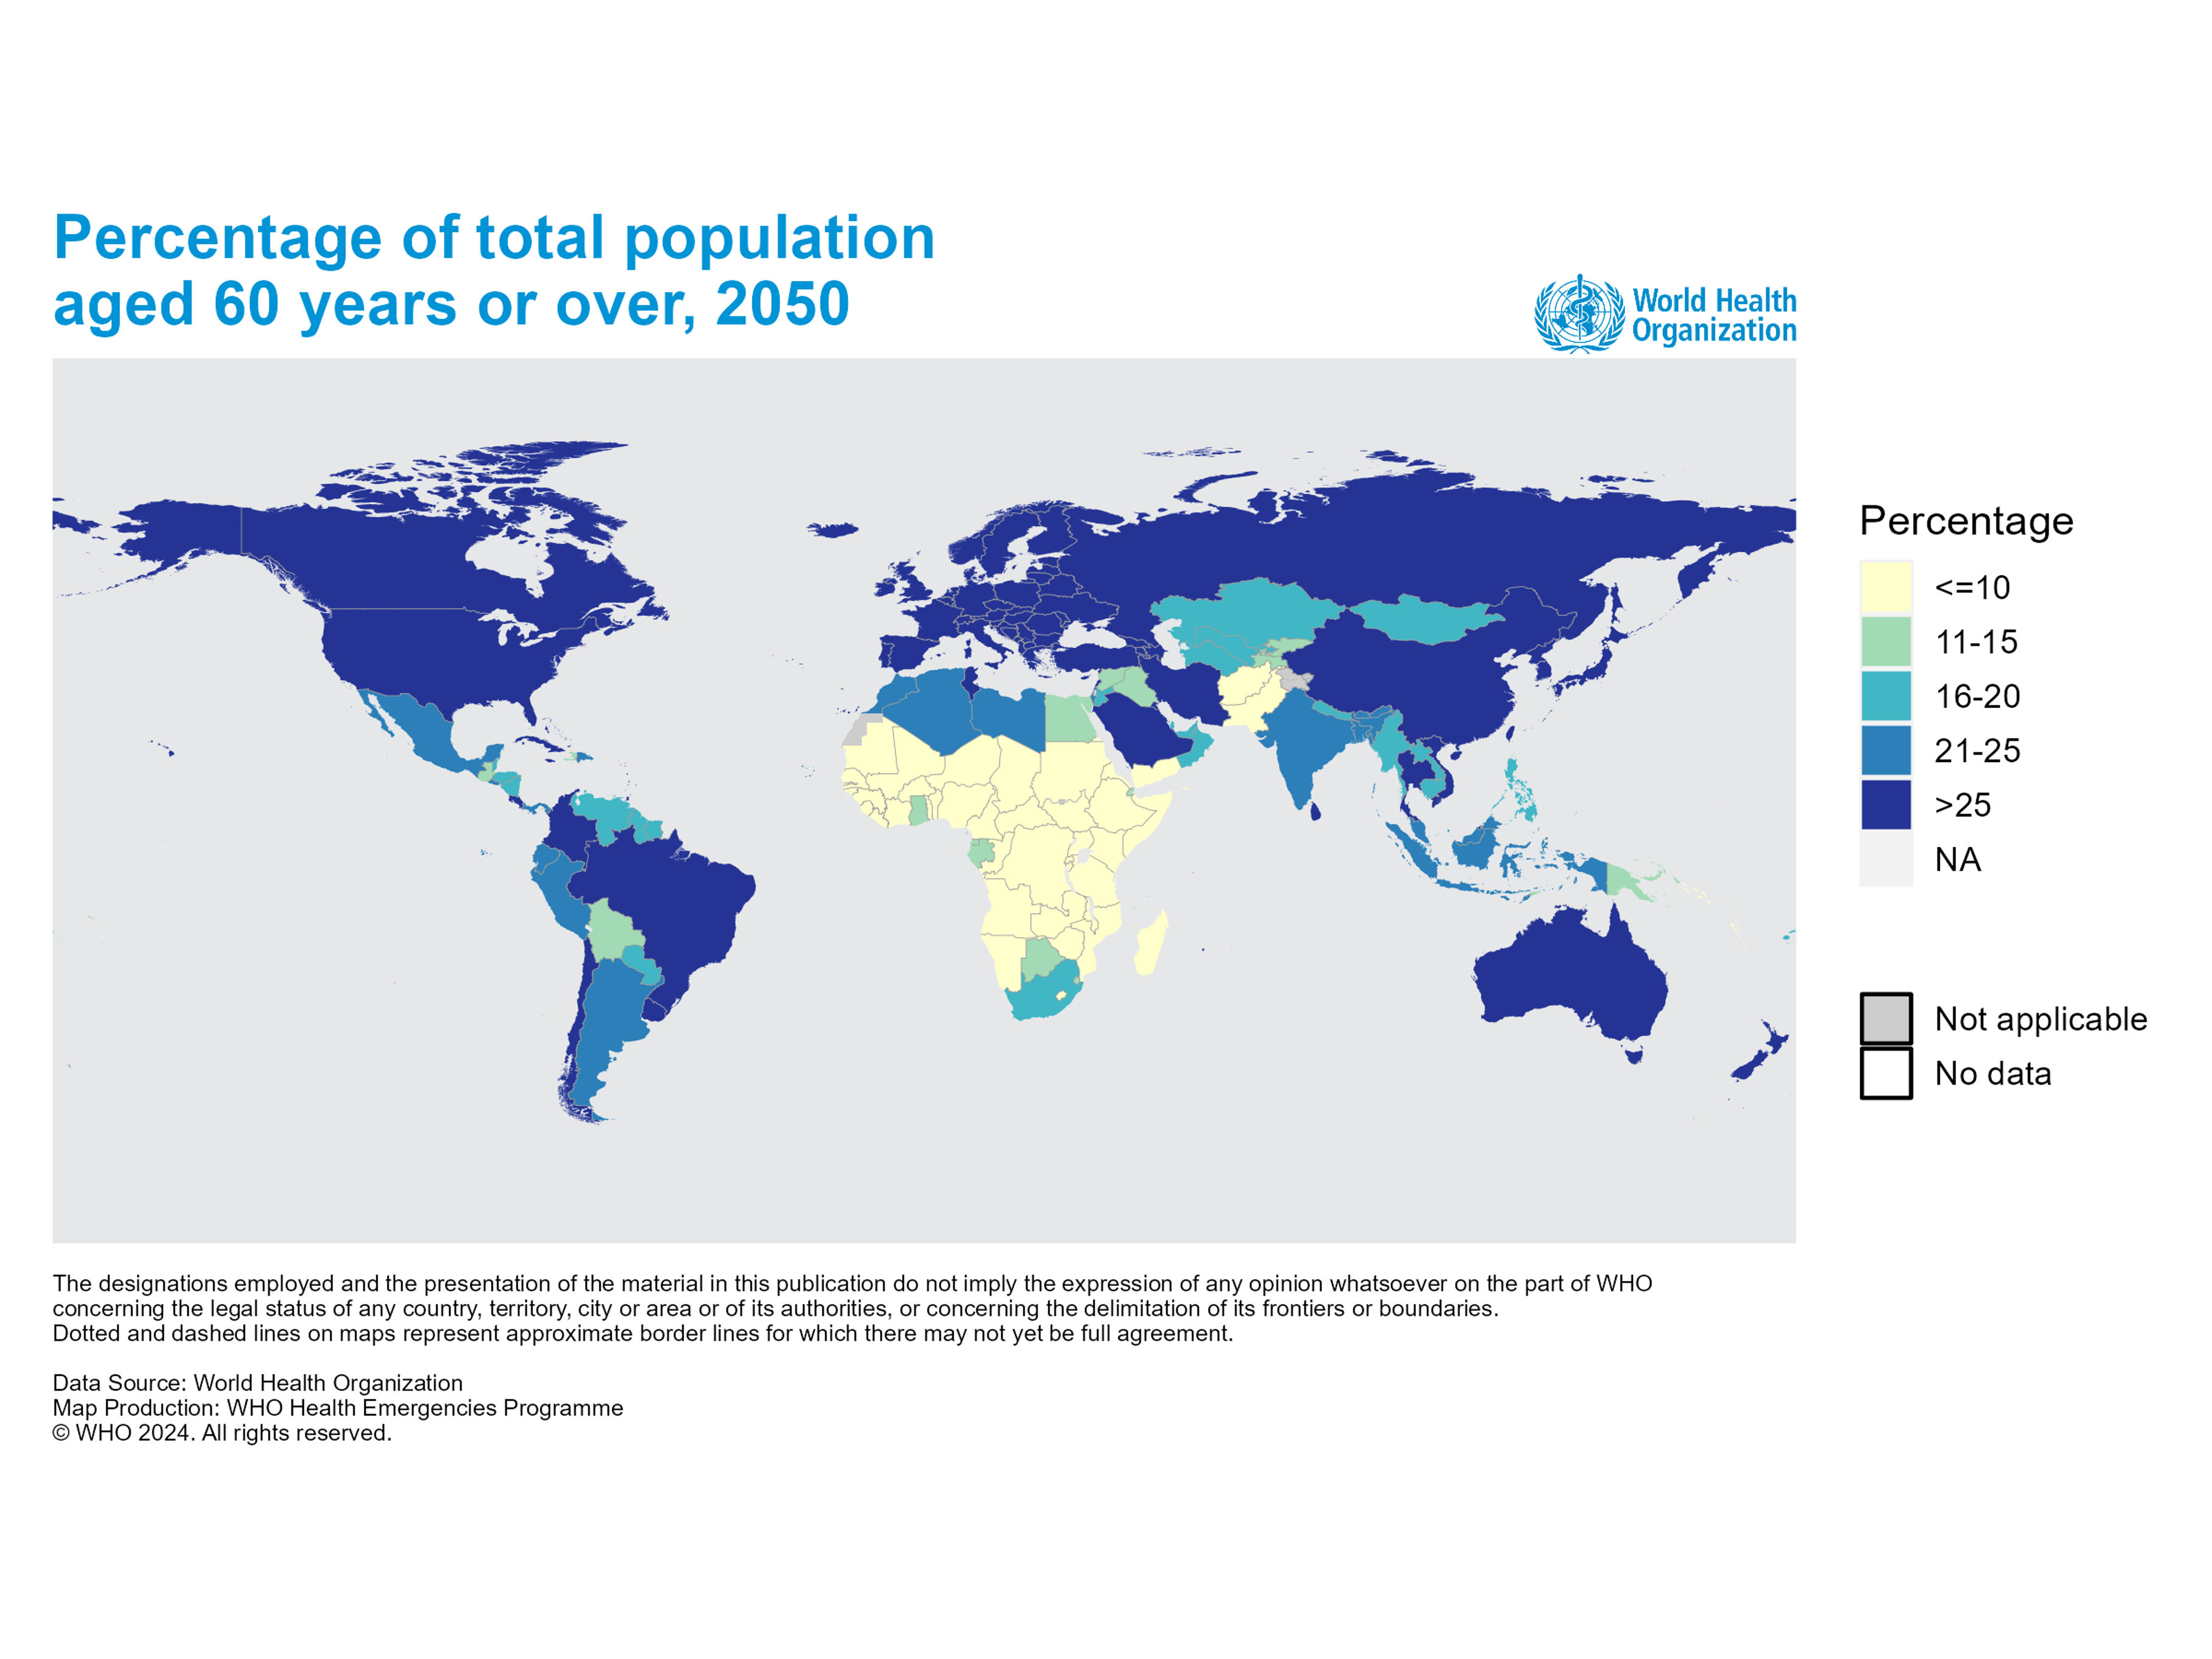 Percentage of total population
aged 60 years or over, 2050
World Health
Organization
Percentage
<=10
11-15
16-20
21-25
>25
NA
Not applicable
No data
The designations employed and the presentation of the material in this publication do not imply the expression of any opinion whatsoever on the part of WHO
concerning the legal status of any country, territory, city or area or of its authorities, or concerning the delimitation of its frontiers or boundaries.
Dotted and dashed lines on maps represent approximate border lines for which there may not yet be full agreement.
Data Source: World Health Organization
Map Production: WHO Health Emergencies Programme
© WHO 2024. All rights reserved.